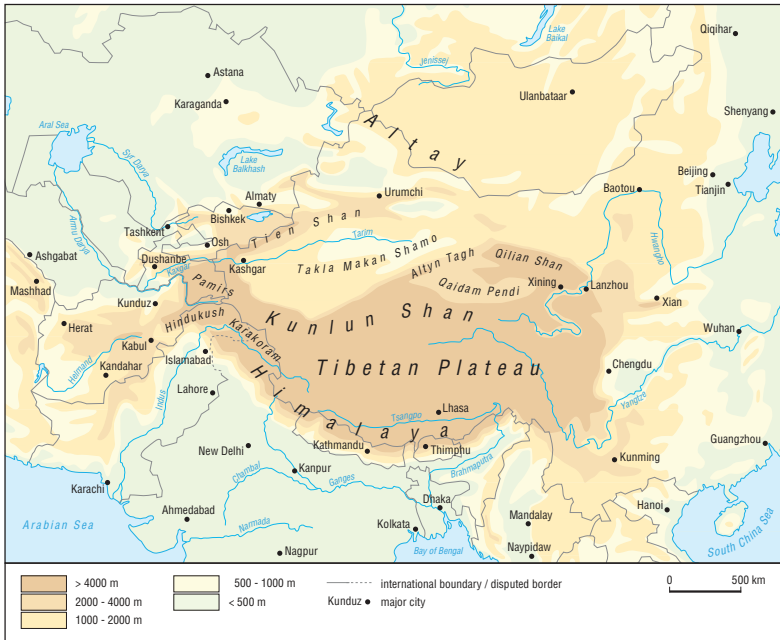 Qiqihar
Lake
Baikal
Jenissej
Astana
Ulanbataar
Karaganda
Shenyang
Altay
Aral Sea
Syr Darya
Lake
Balkhash
Beijing
Tianjin
Baotou
Urumchi
Almaty
Bishkek
Tien Shan
Tashkent
Osh
Tarim
Hwangho
Amu Darya
Ashgabat
Dushanbe
Kaxgar
Kashgar
Takla Makan Shamo
Altyn Tagh
Qilian Shan
Mashhad
Pamirs
Qaidam Pendi
Xining
Lanzhou
Kunduz
Xian
Hindukush
Kunlun Shan
Herat
Karakoram
Wuhan
Kabul
Islamabad
Helmand
Kandahar
Tibetan Plateau
Chengdu
Lahore
Himalaya
Indus
Yangtze
Tsangpo
Lhasa
New Delhi
Kathmandu
Thimphu
Guangzhou
Kunming
Chambal
Kanpur
Ganges
Brahmaputra
Karachi
Dhaka
Hanoi
Arabian Sea
Ahmedabad
Narmada
Kolkata
Mandalay
South China Sea
Nagpur
Bay of Bengal
Naypidaw
> 4000 m
2000 - 4000 m
1000 - 2000 m
500 - 1000 m
< 500 m
international boundary / disputed border
Kunduz major city
0 500 km